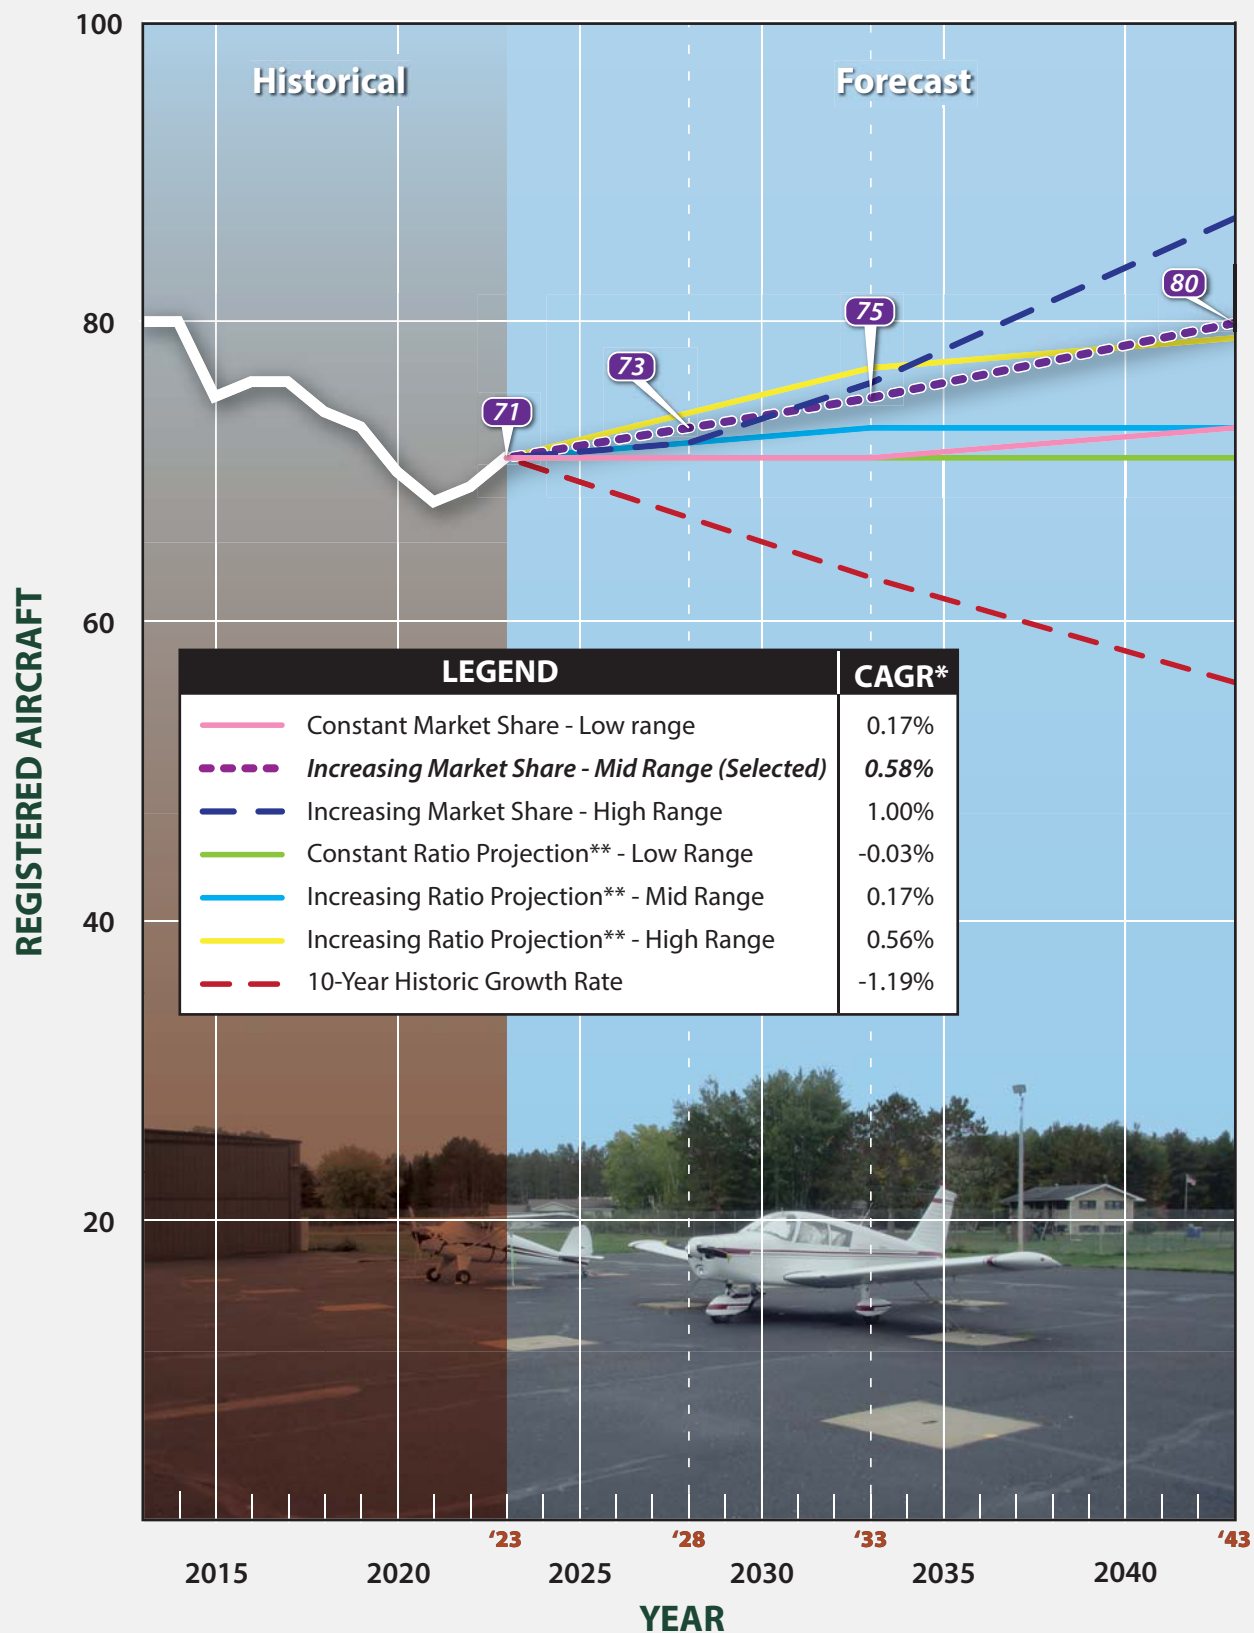 100
Historical
Forecast
80
75
80
73
71
60
REGISTERED AIRCRAFT
LEGEND CAGR*
Constant Market Share - Low range 0.17%
Increasing Market Share - Mid Range (Selected) 0.58%
Increasing Market Share - High Range 1.00%
Constant Ratio Projection** - Low Range -0.03%
Increasing Ratio Projection** - Mid Range 0.17%
Increasing Ratio Projection** - High Range 0.56%
10-Year Historic Growth Rate -1.19%
40
20
‘23 ‘28 ‘33 ‘43
2015 2020 2025 2030 2035 2040
YEAR